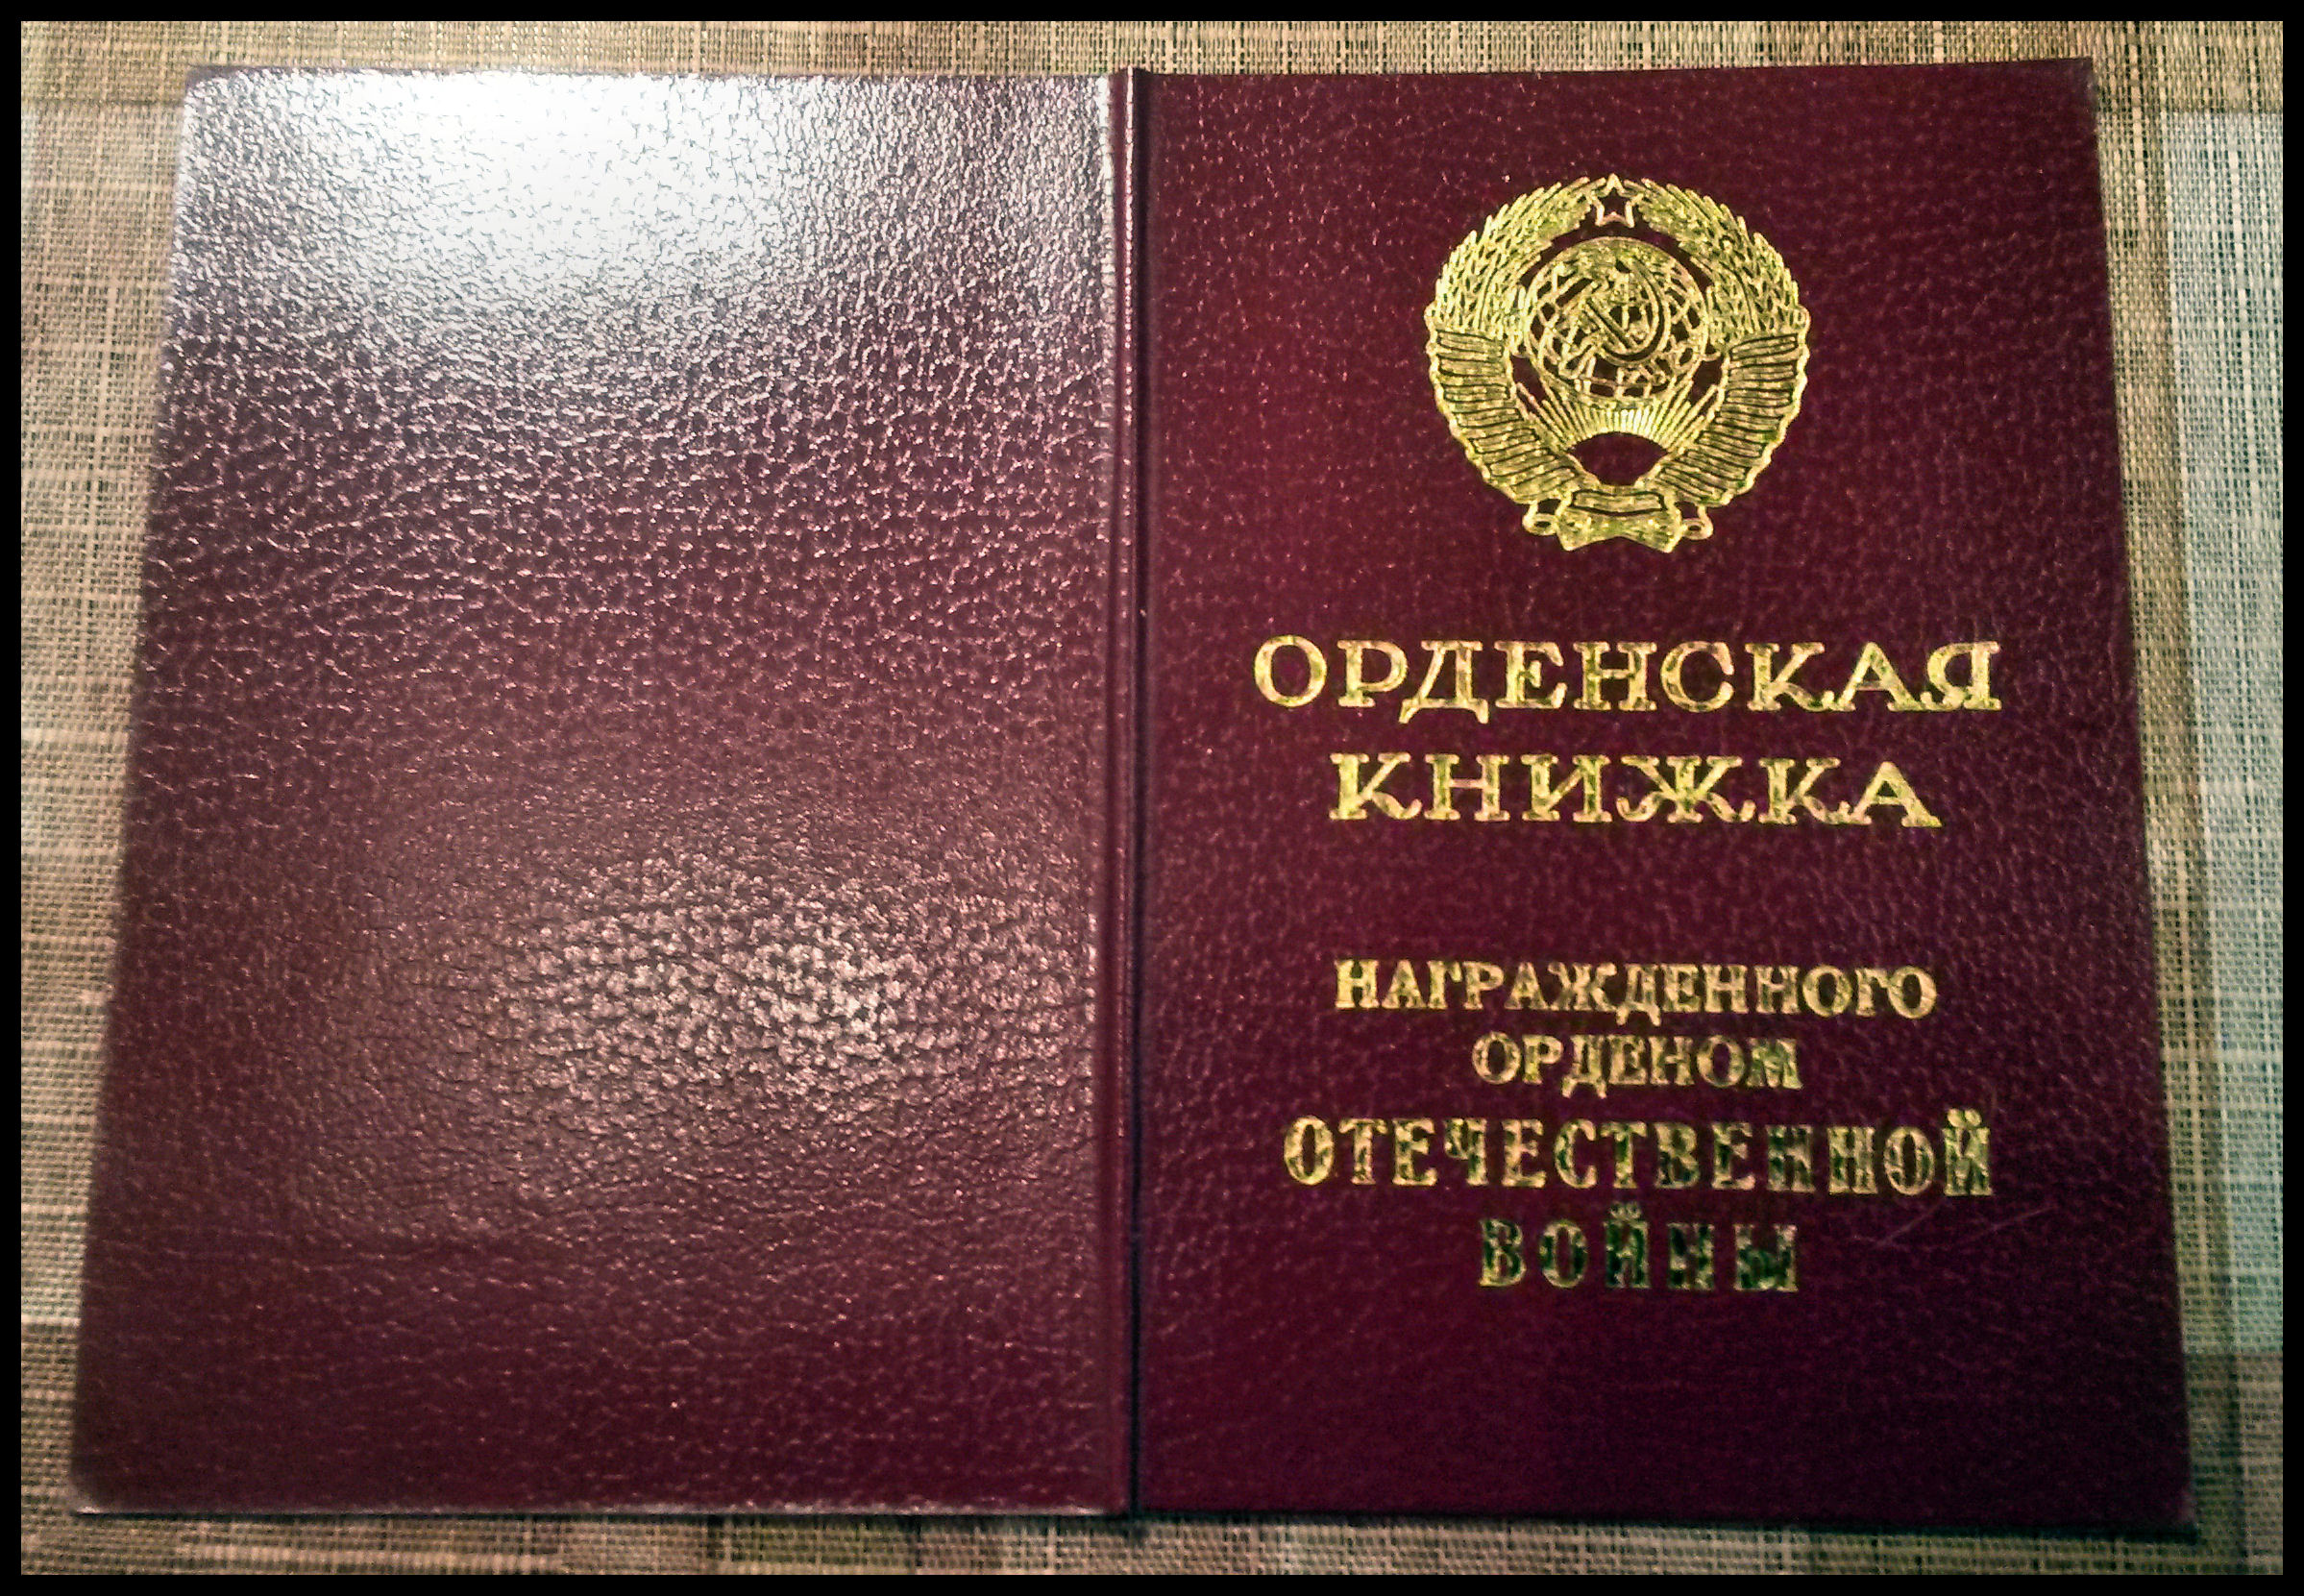 ОРДЕНСКАЯ
КНИЖКА
НАГРАЖДЕННОГО
ОРДЕНОМ
ОТЕЧЕСТВЕННОЙ
ВОЙНЫ